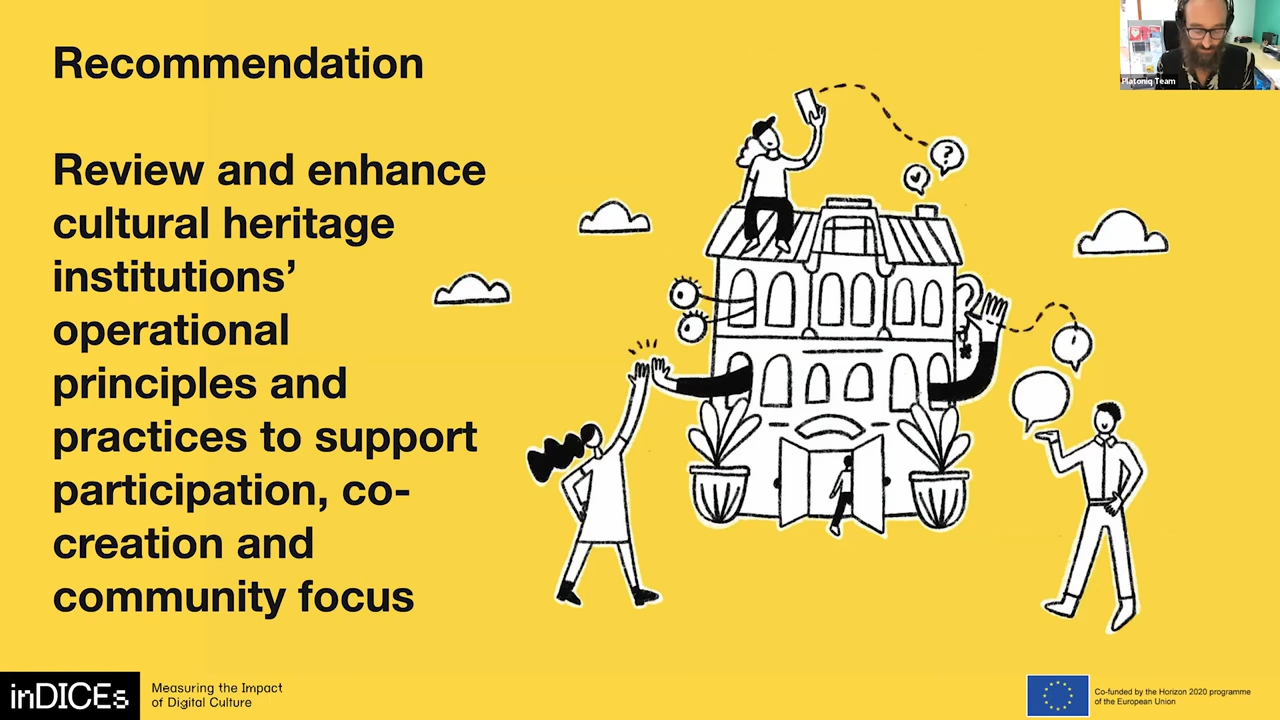 Recommendation
Review and enhance
cultural heritage
institutions’
operational
principles and
practices to support
participation, co-
creation and
community focus
?
!
Platoniq Team
inDICEs
Measuring the Impact
of Digital Culture
Co-funded by the Horizon 2020 programme
of the European Union